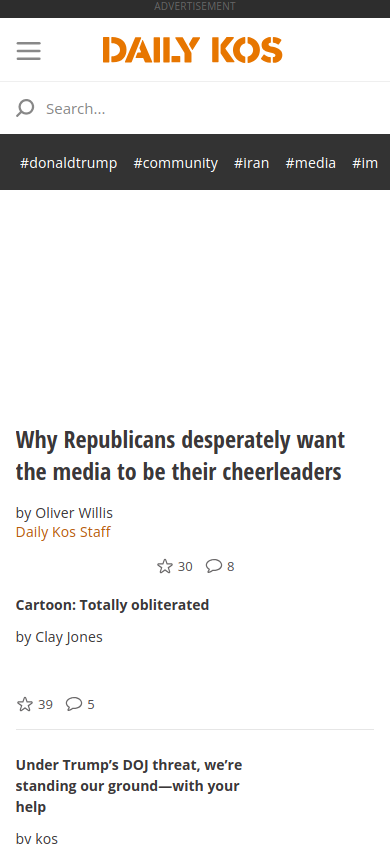 ADVERTISEMENT
DAILY KOS
Search...
#donaldtrump #community #iran #media #im
Why Republicans desperately want
the media to be their cheerleaders
by Oliver Willis
Daily Kos Staff
30 8
Cartoon: Totally obliterated
by Clay Jones
39 5
Under Trump’s DOJ threat, we’re
standing our ground—with your
help
by kos